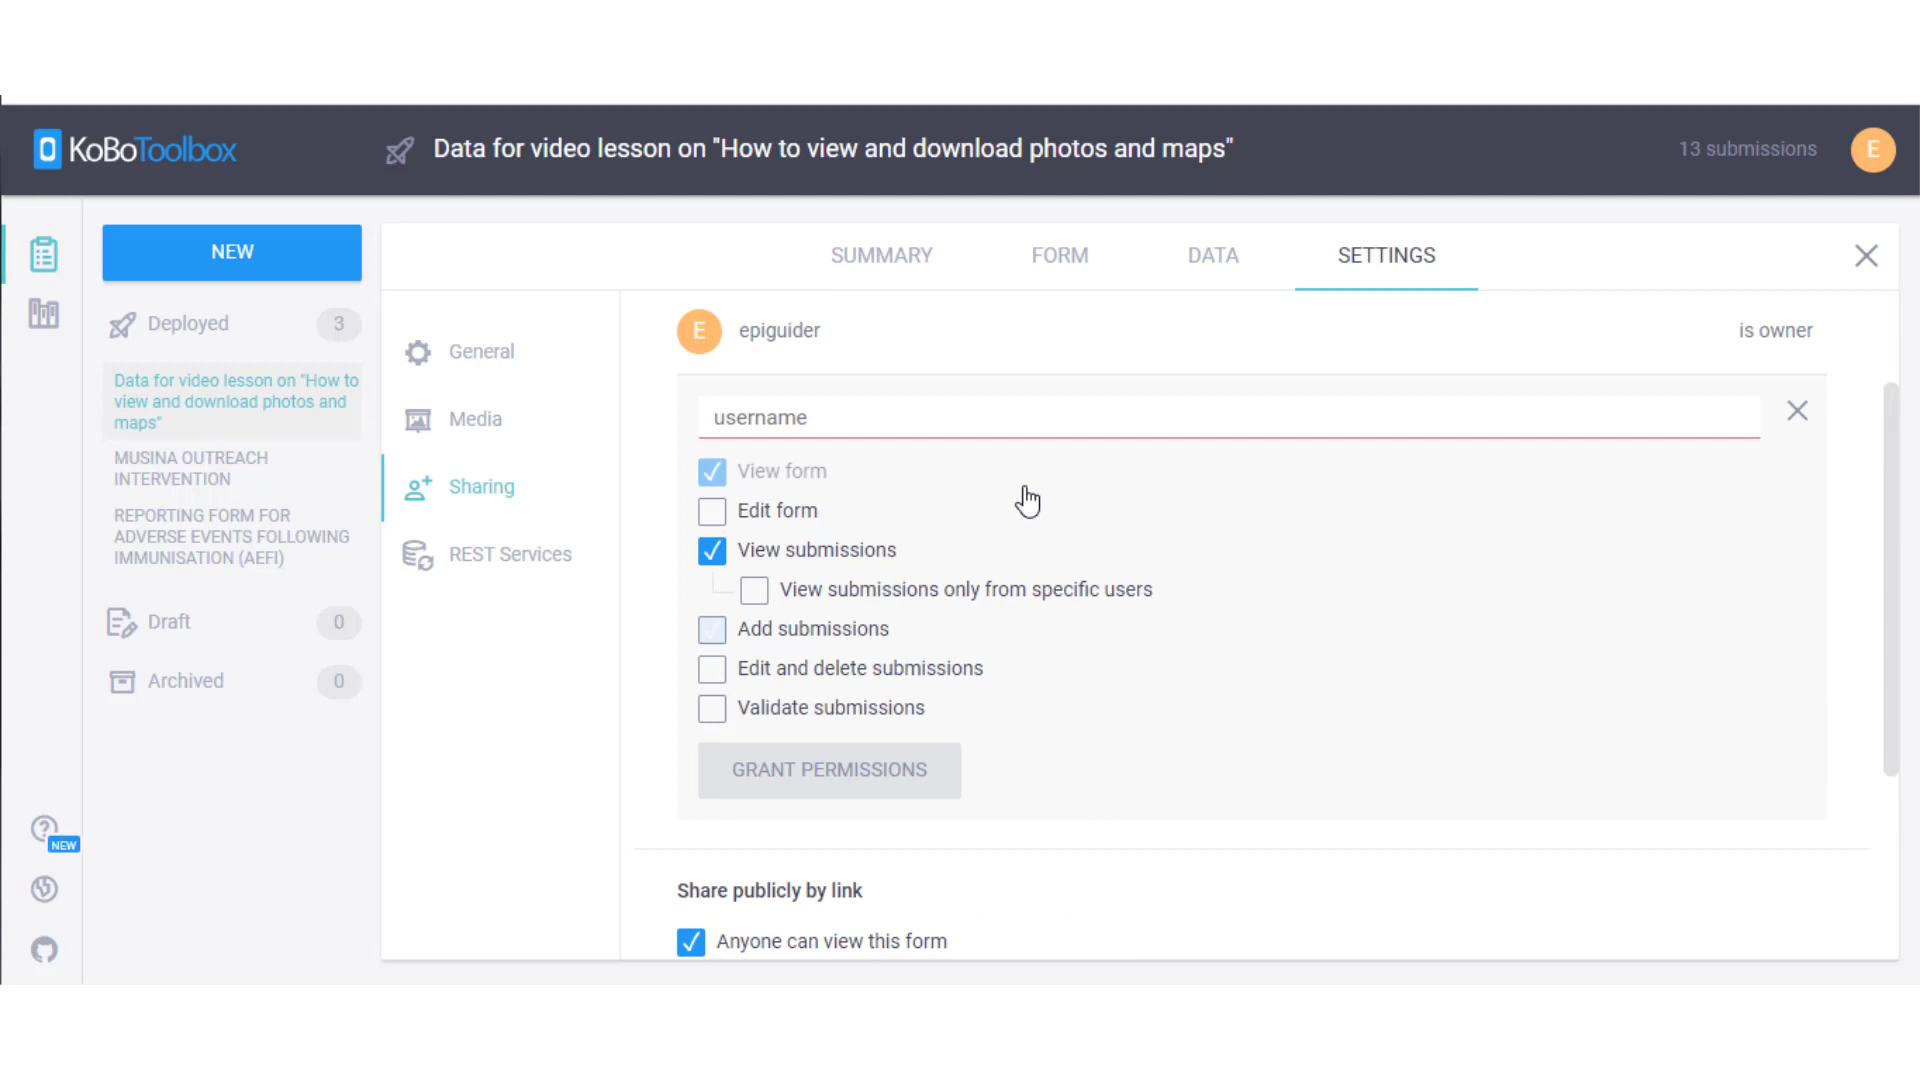 KoBoToolbox
Data for video lesson on "How to view and download photos and maps"
13 submissions
E
NEW
SUMMARY
FORM
DATA
SETTINGS
Deployed
3
Data for video lesson on "How to
view and download photos and
maps"
MUSINA OUTREACH
INTERVENTION
REPORTING FORM FOR
ADVERSE EVENTS FOLLOWING
IMMUNISATION (AEFI)
Draft
0
Archived
0
NEW
General
Media
Sharing
REST Services
E
epiguider
is owner
username
View form
Edit form
View submissions
View submissions only from specific users
Add submissions
Edit and delete submissions
Validate submissions
GRANT PERMISSIONS
Share publicly by link
Anyone can view this form